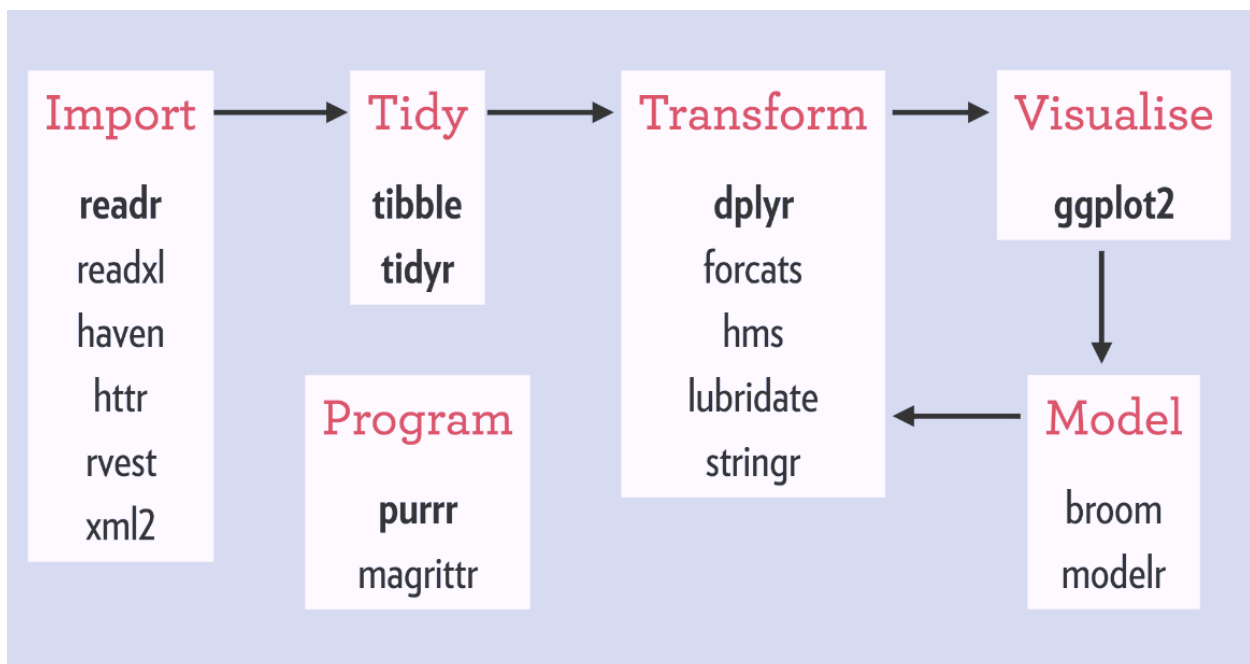 Import
readr
readxl
haven
httr
rvest
xml2
Tidy
tibble
tidyr
Program
purrr
magrittr
Transform
dplyr
forcats
hms
lubridate
stringr
Visualise
ggplot2
Model
broom
modelr